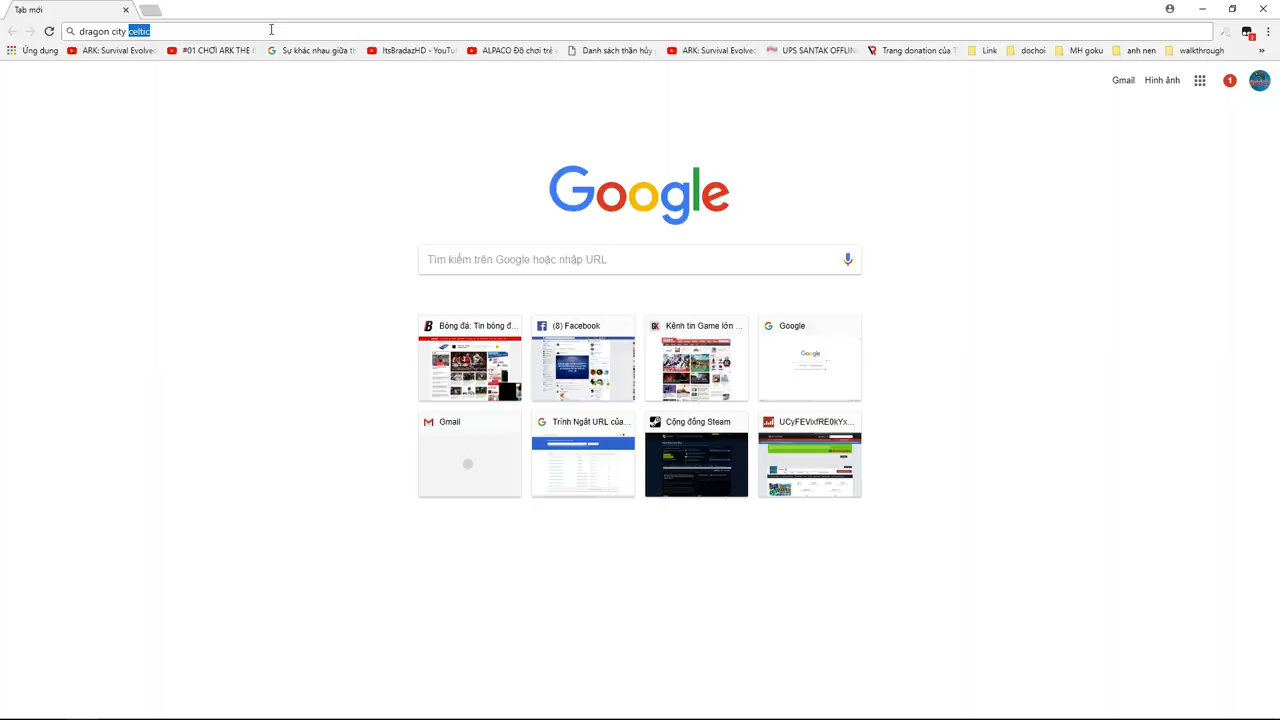 Tab mới
dragon city celtic
Ứng dụng ARK: Survival Evolved #01 CHƠI ARK THE I Sự khác nhau giữa th ItsBradazHD - YouTu ALPACO Đồ chơi trẻ Danh sách thần hủy ARK: Survival Evolved UPS SANTAK OFFLIN Trang donation của T Link dochoi MH goku anh nen walkthrough
Gmail Hình ảnh 1
Google
Tìm kiếm trên Google hoặc nhập URL
Bóng đá: Tin bóng đ... (8) Facebook Kênh tin Game lớn ... Google
Gmail Trình Ngắt URL của... Cộng đồng Steam UCyFEVixfRE0kYx...